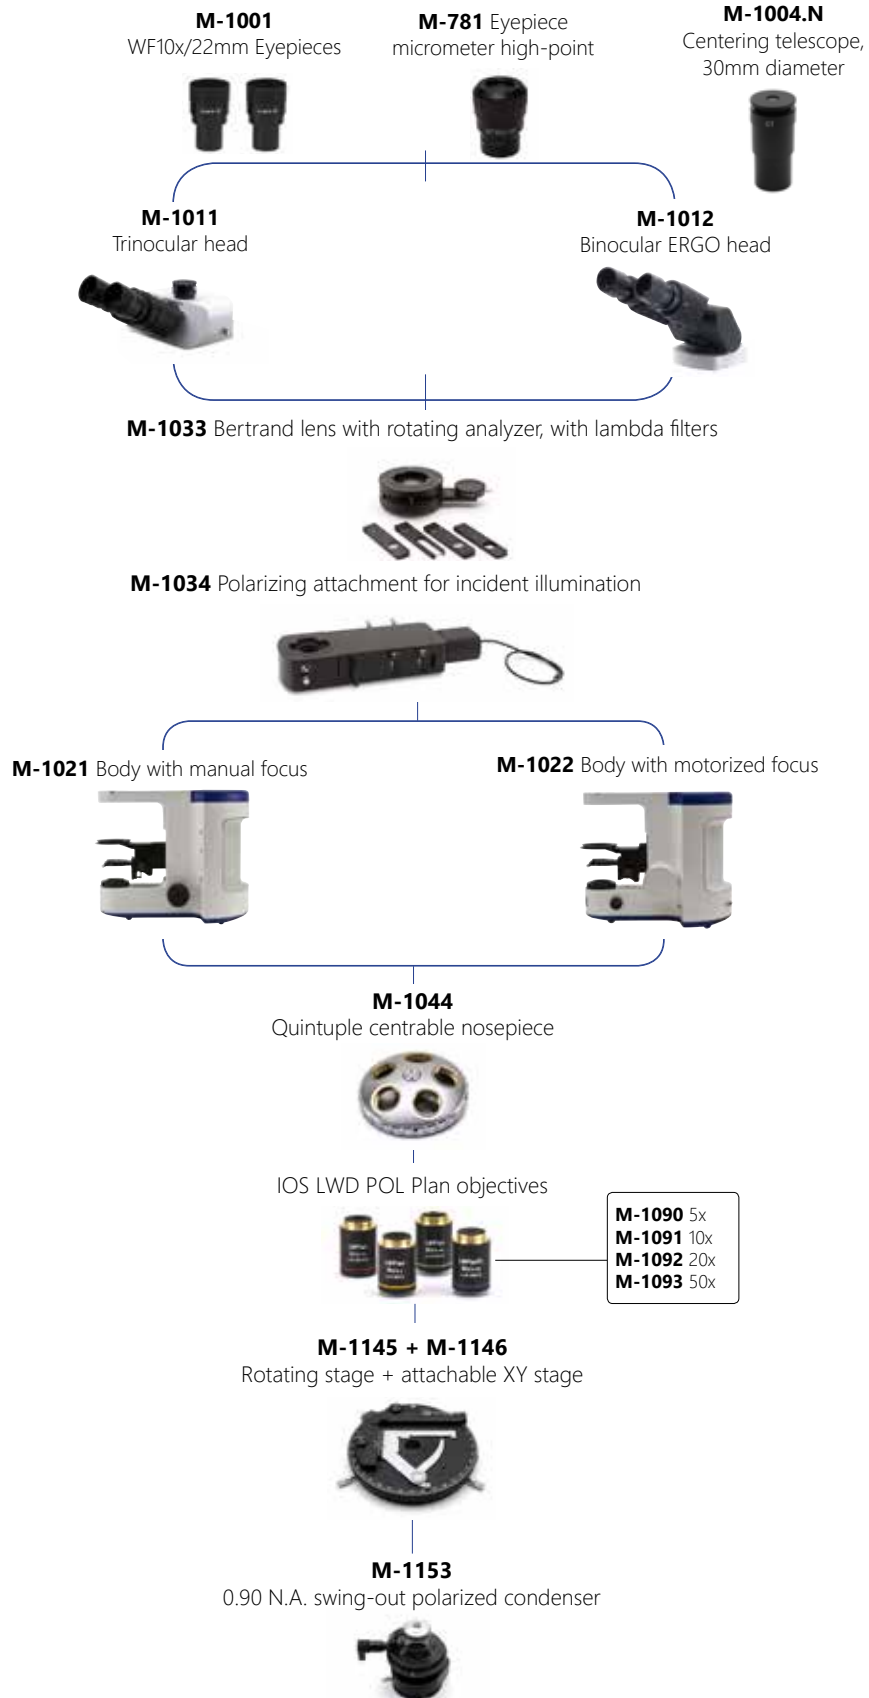 M-1001
WF10x/22mm Eyepieces
M-781 Eyepiece
micrometer high-point
M-1004.N
Centering telescope,
30mm diameter
M-1011
Trinocular head
M-1012
Binocular ERGO head
M-1033 Bertrand lens with rotating analyzer, with lambda filters
M-1034 Polarizing attachment for incident illumination
M-1021 Body with manual focus
M-1022 Body with motorized focus
M-1044
Quintuple centrable nosepiece
IOS LWD POL Plan objectives
M-1090 5x
M-1091 10x
M-1092 20x
M-1093 50x
M-1145 + M-1146
Rotating stage + attachable XY stage
M-1153
0.90 N.A. swing-out polarized condenser